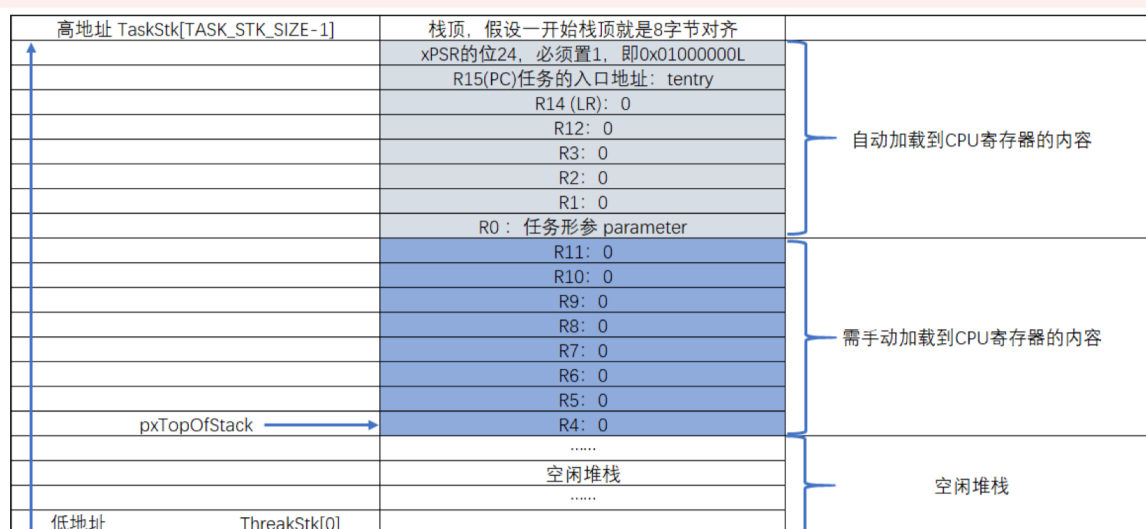 高地址 TaskStk[TASK_STK_SIZE-1]
栈顶，假设一开始栈顶就是8字节对齐
xPSR的位24，必须置1，即0x01000000L
R15(PC)任务的入口地址：tentry
R14 (LR)：0
R12：0
R3：0
R2：0
R1：0
R0 ：任务形参 parameter
自动加载到CPU寄存器的内容
R11：0
R10：0
R9：0
R8：0
R7：0
R6：0
R5：0
pxTopOfStack
R4：0
需手动加载到CPU寄存器的内容
......
空闲堆栈
......
空闲堆栈
低地址 ThreakStk[0]